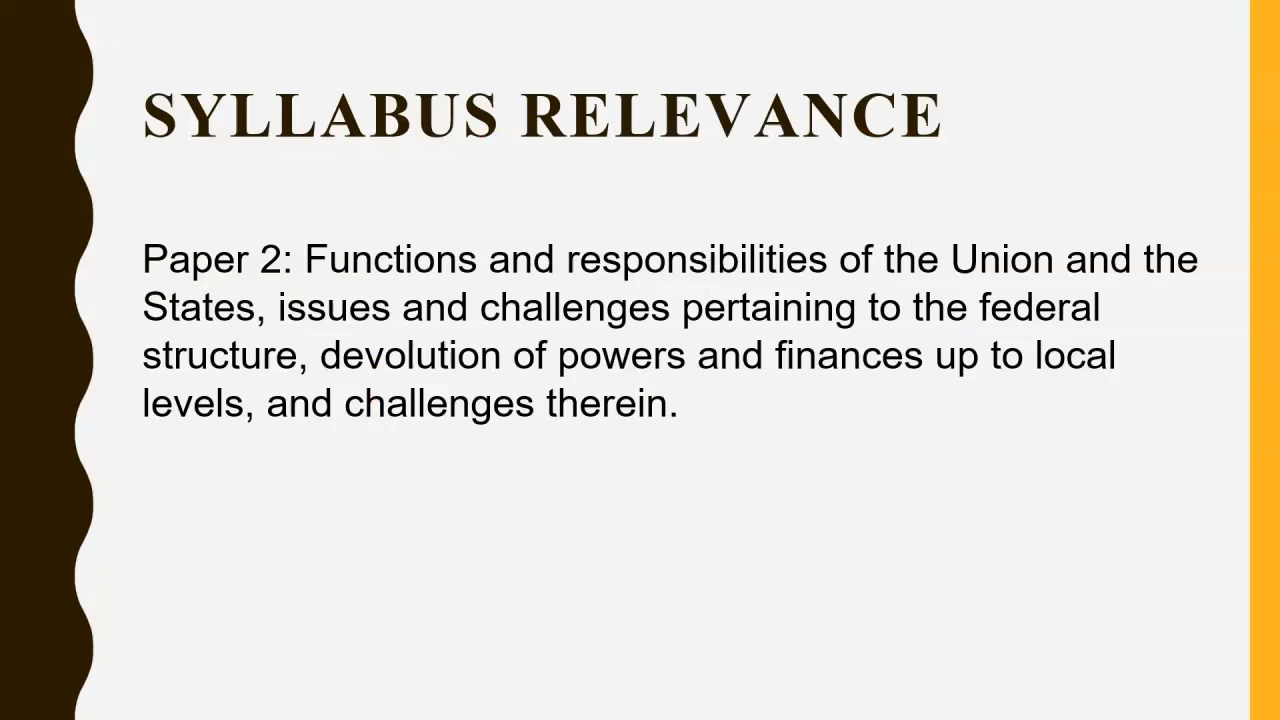 SYLLABUS RELEVANCE
Paper 2: Functions and responsibilities of the Union and the
States, issues and challenges pertaining to the federal
structure, devolution of powers and finances up to local
levels, and challenges therein.